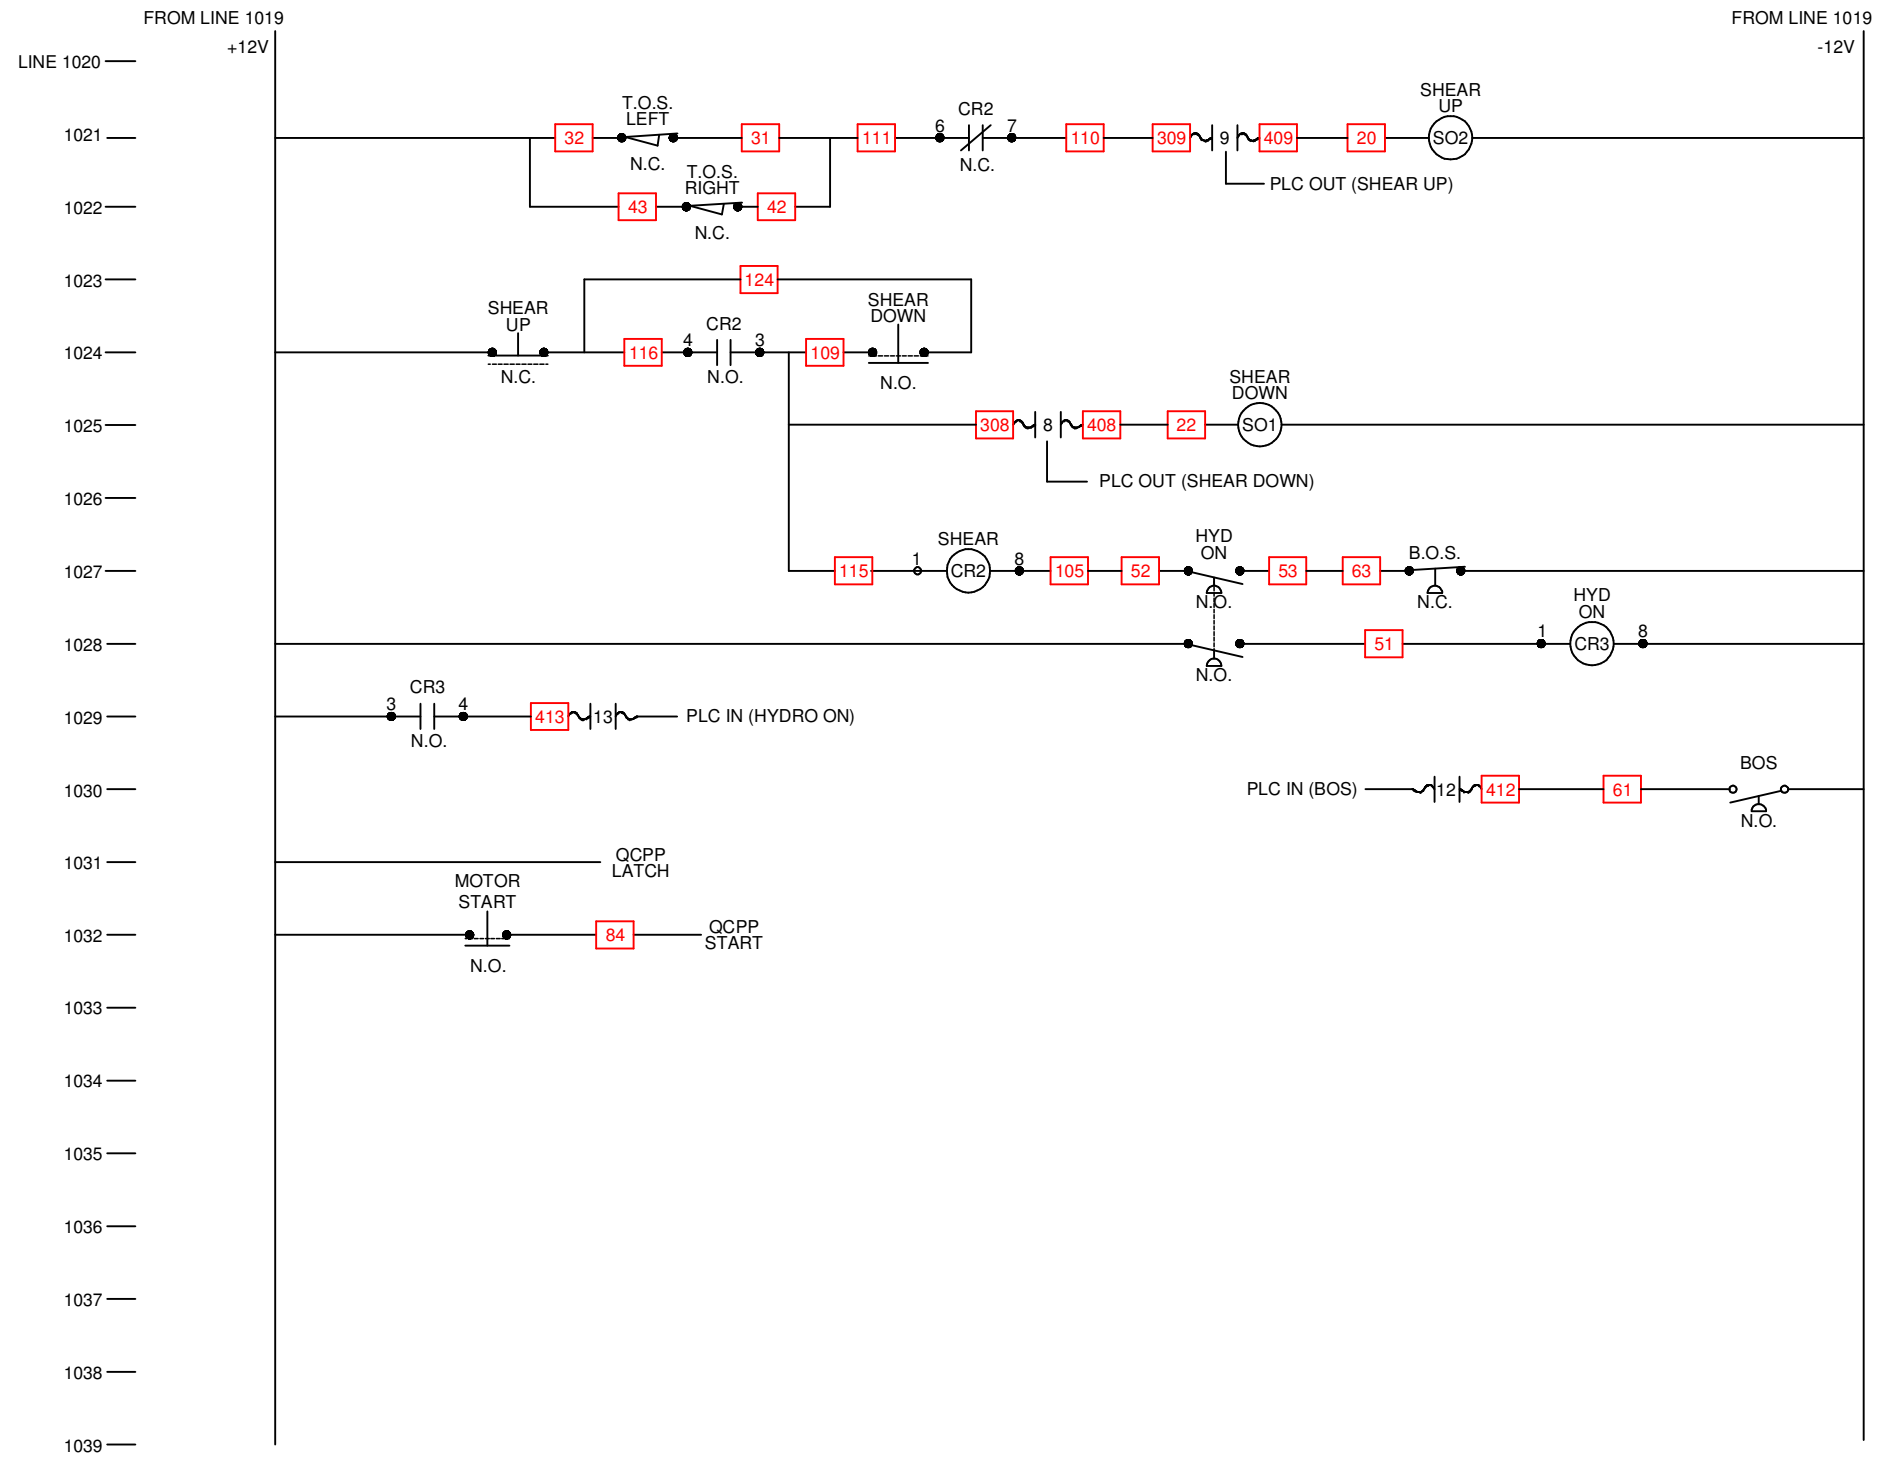 FROM LINE 1019
FROM LINE 1019
+12V
-12V
LINE 1020
SHEAR
UP
T.O.S.
LEFT
CR2
1021
32
31
111
6
7
110
309
9
409
20
SO2
N.C.
N.C.
T.O.S.
RIGHT
PLC OUT (SHEAR UP)
1022
43
42
N.C.
1023
124
SHEAR
UP
SHEAR
DOWN
CR2
1024
116
4
3
109
N.C.
N.O.
N.O.
SHEAR
DOWN
1025
308
8
408
22
SO1
PLC OUT (SHEAR DOWN)
1026
SHEAR
HYD
ON
B.O.S.
1027
115
1
CR2
8
105
52
53
63
N.O.
N.C.
HYD
ON
1028
51
1
CR3
8
N.O.
CR3
1029
3
4
413
13
PLC IN (HYDRO ON)
N.O.
BOS
1030
PLC IN (BOS)
12
412
61
N.O.
1031
QCPP
LATCH
MOTOR
START
1032
84
QCPP
START
N.O.
1033
1034
1035
1036
1037
1038
1039